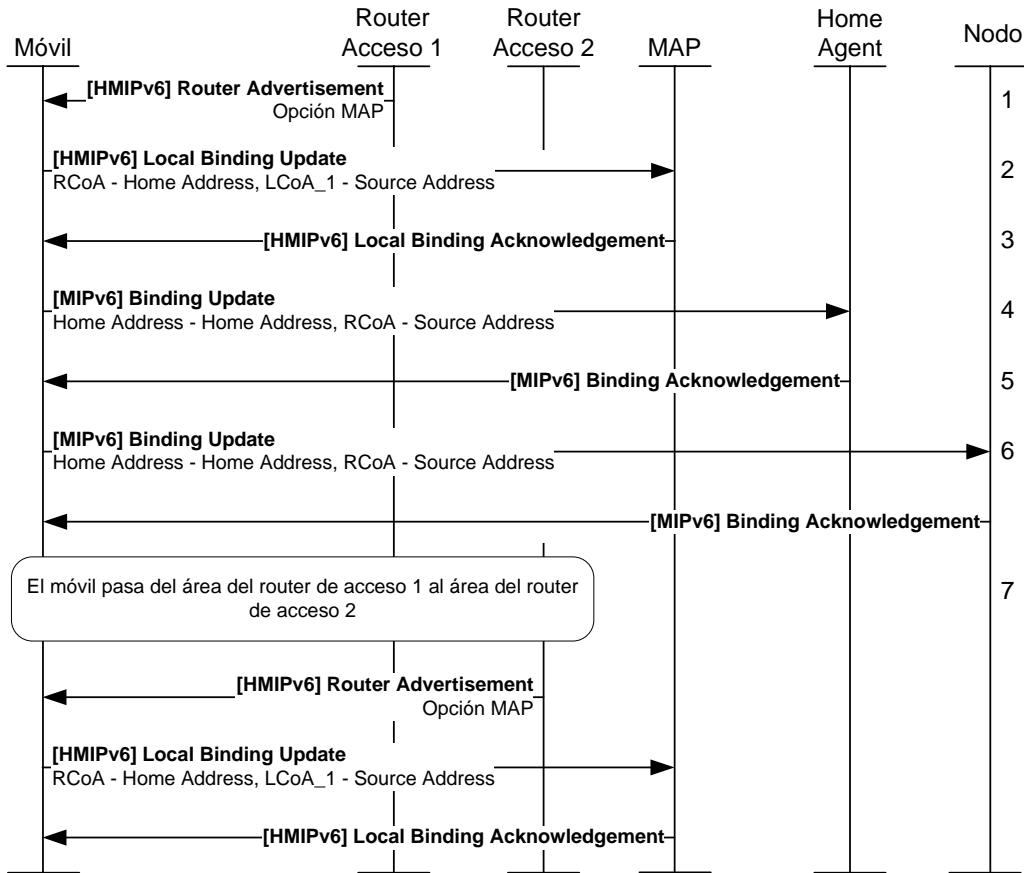 Móvil
Router
Acceso 1
Router
Acceso 2
MAP
Home
Agent
Nodo
[HMIPv6] Router Advertisement
Opción MAP
1
[HMIPv6] Local Binding Update
RCoA - Home Address, LCoA_1 - Source Address
2
[HMIPv6] Local Binding Acknowledgement
3
[MIPv6] Binding Update
Home Address - Home Address, RCoA - Source Address
4
[MIPv6] Binding Acknowledgement
5
[MIPv6] Binding Update
Home Address - Home Address, RCoA - Source Address
6
[MIPv6] Binding Acknowledgement
El móvil pasa del área del router de acceso 1 al área del router
de acceso 2
7
[HMIPv6] Router Advertisement
Opción MAP
[HMIPv6] Local Binding Update
RCoA - Home Address, LCoA_1 - Source Address
[HMIPv6] Local Binding Acknowledgement